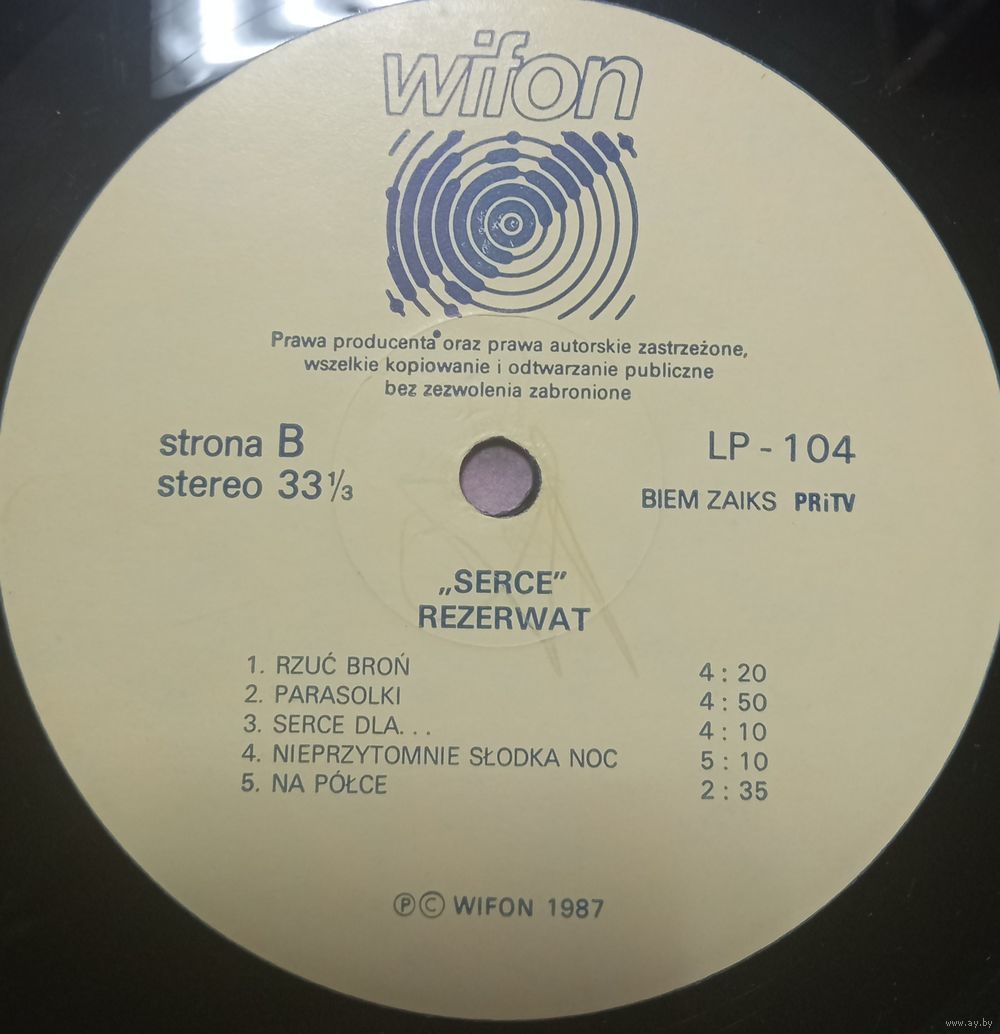 wifon
Prawa producenta oraz prawa autorskie zastrzeżone,
wszelkie kopiowanie i odtwarzanie publiczne
bez zezwolenia zabronione
strona B
stereo 33⅓
LP - 104
BIEM ZAIKS PRiTV
„SERCE”
REZERWAT
1. RZUĆ BROŃ 4 : 20
2. PARASOLKI 4 : 50
3. SERCE DLA... 4 : 10
4. NIEPRZYTOMNIE SŁODKA NOC 5 : 10
5. NA PÓŁCE 2 : 35
Ⓟ Ⓒ WIFON 1987
www.ay.by